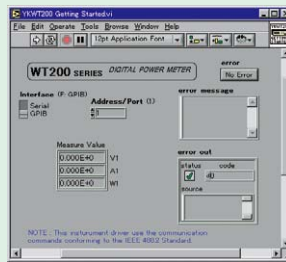 YKWT200 Getting Started.vi
File Edit Operate Tools Browse Window Help
12pt Application Font
WT200 SERIES DIGITAL POWER METER
error
No Error
Interface (F: GPIB)
Serial
GPIB
Address/Port (1)
error message
Measure Value
0.000E+0 V1
0.000E+0 A1
0.000E+0 W1
error out
status code
source
NOTE : This insturument driver use the communication
commands conforming to the IEEE 488.2 Standard.